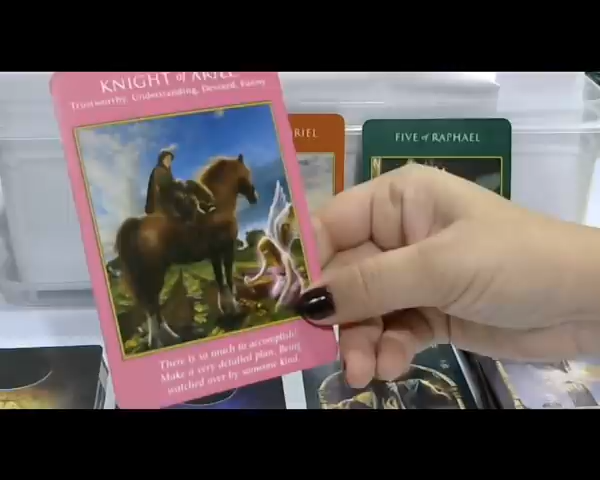 KNIGHT of ARIEL
Trustworthy, Understanding, Devoted, Funny
There is so much to accomplish!
Make a very detailed plan. Being
watched over by someone kind.
RIEL
FIVE of RAPHAEL